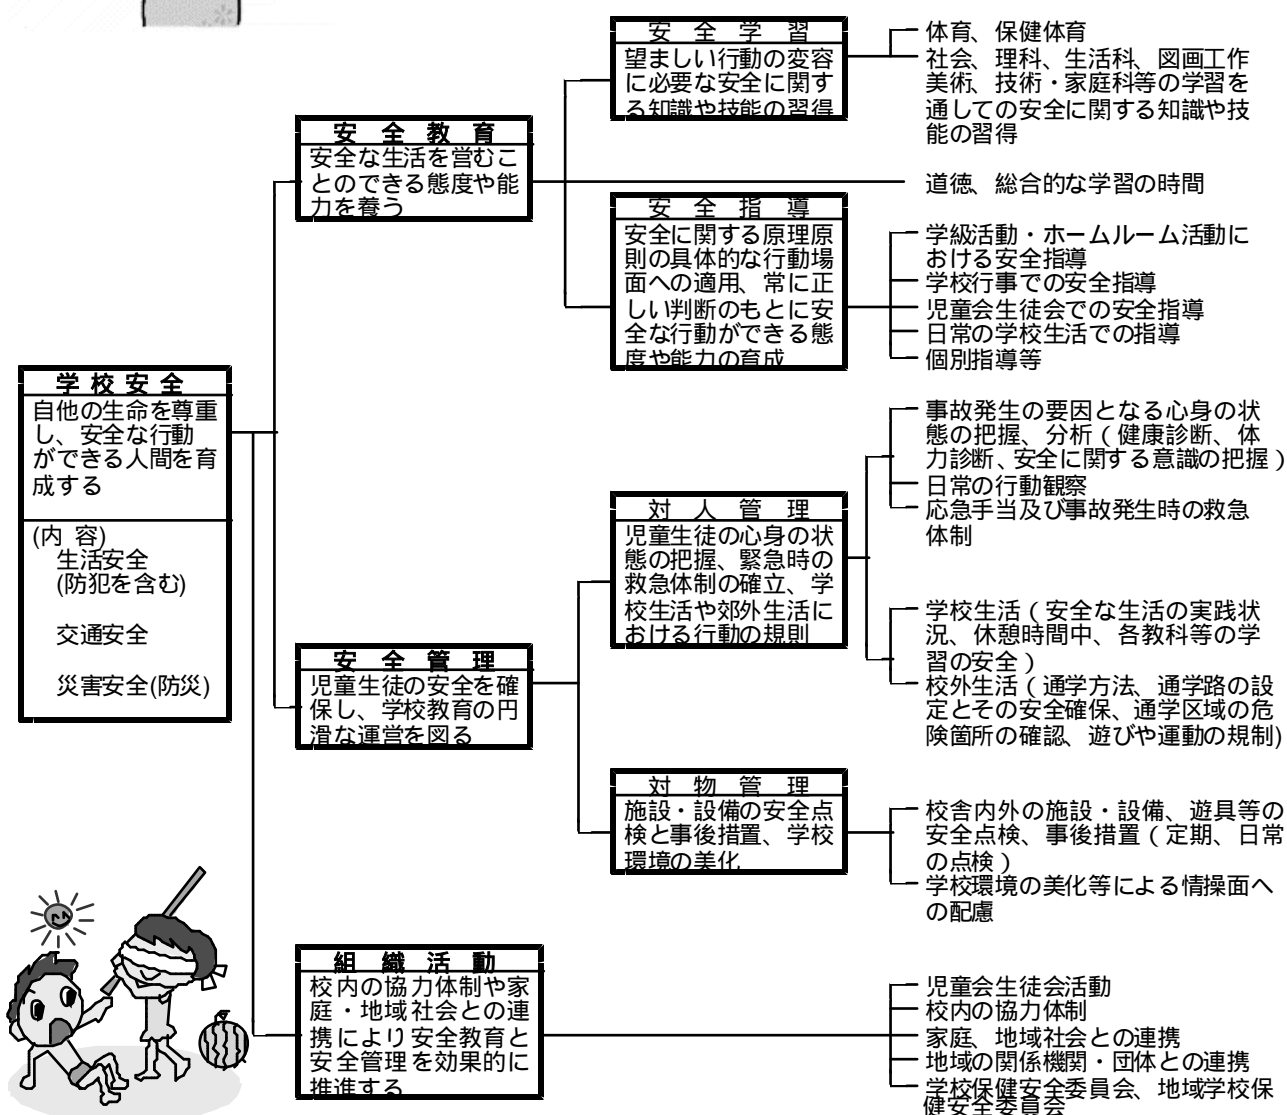 学校安全
自他の生命を尊重
し、安全な行動
ができる人間を育
成する
(内 容)
生活安全
(防犯を含む)
交通安全
災害安全(防災)
安 全 教 育
安全な生活を営むこ
とのできる態度や能
力を養う
安 全 学 習
望ましい行動の変容
に必要な安全に関す
る知識や技能の習得
体育、保健体育
社会、理科、生活科、図画工作
美術、技術・家庭科等の学習を
通しての安全に関する知識や技
能の習得
道徳、総合的な学習の時間
安 全 指 導
安全に関する原理原
則の具体的な行動場
面への適用、常に正
しい判断のもとに安
全な行動ができる態
度や能力の育成
学級活動・ホームルーム活動に
おける安全指導
学校行事での安全指導
児童会生徒会での安全指導
日常の学校生活での指導
個別指導等
安 全 管 理
児童生徒の安全を確
保し、学校教育の円
滑な運営を図る
対 人 管 理
児童生徒の心身の状
態の把握、緊急時の
救急体制の確立、学
校生活や郊外生活に
おける行動の規則
事故発生の要因となる心身の状
態の把握、分析(健康診断、体
力診断、安全に関する意識の把握)
日常の行動観察
応急手当及び事故発生時の救急
体制
学校生活(安全な生活の実践状
況、休憩時間中、各教科等の学
習の安全)
校外生活(通学方法、通学路の設
定とその安全確保、通学区域の危
険箇所の確認、遊びや運動の規制)
対 物 管 理
施設・設備の安全点
検と事後措置、学校
環境の美化
校舎内外の施設・設備、遊具等の
安全点検、事後措置(定期、日常
の点検)
学校環境の美化等による情操面へ
の配慮
組 織 活 動
校内の協力体制や家
庭・地域社会との連
携により安全教育と
安全管理を効果的に
推進する
児童会生徒会活動
校内の協力体制
家庭、地域社会との連携
地域の関係機関・団体との連携
学校保健安全委員会、地域学校保
健安全委員会